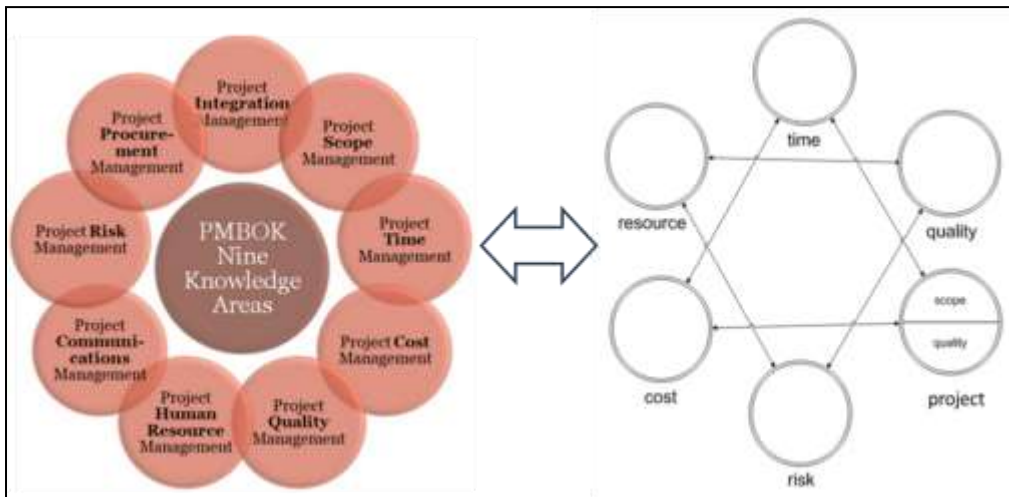 Project
Integration
Management
Project
Scope
Management
Project
Time
Management
Project Cost
Management
Project
Quality
Management
Project
Human
Resource
Management
Project
Communi-
cations
Management
Project Risk
Management
Project
Procure-
ment
Management
PMBOK
Nine
Knowledge
Areas
time
resource
quality
scope
quality
cost
project
risk